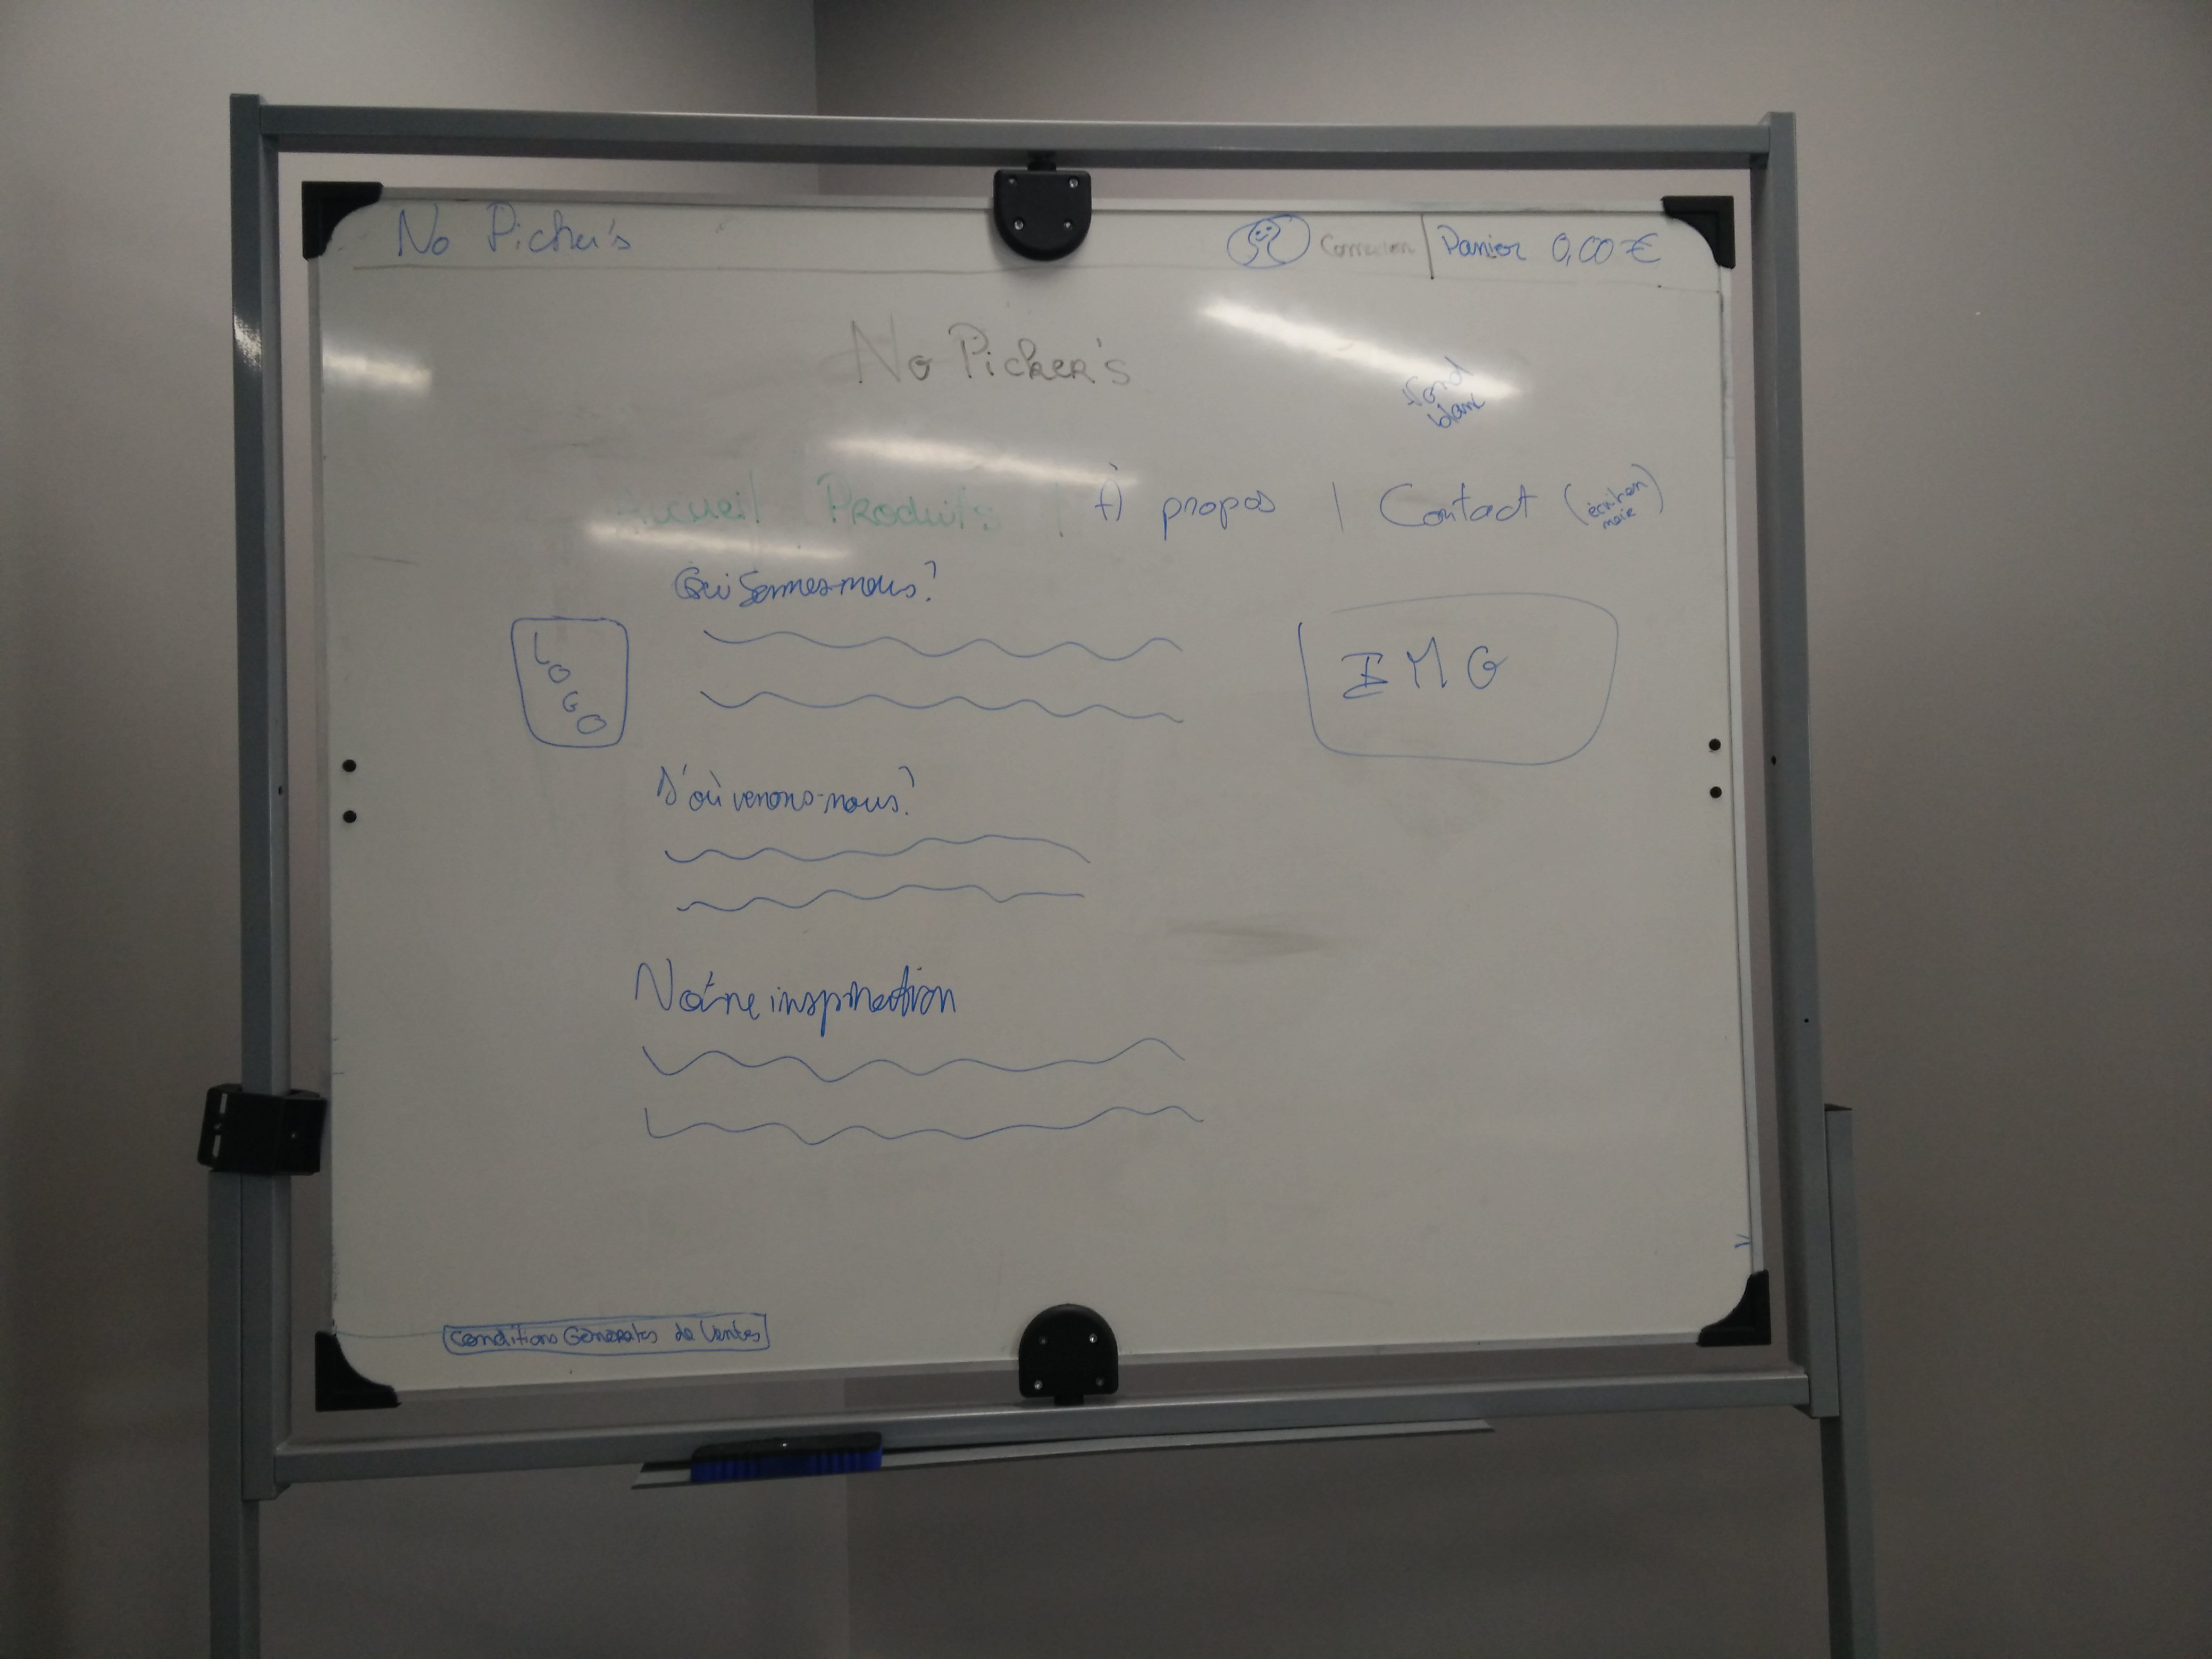 No Picker's
Connexion | Panier 0,00 €
No Picker's
fond
blanc
Accueil Produits | À propos | Contact (écriture
noire)
Qui sommes-nous?
LOGO
IMG
D'où venons-nous?
Notre inspiration
Conditions Générales de Ventes